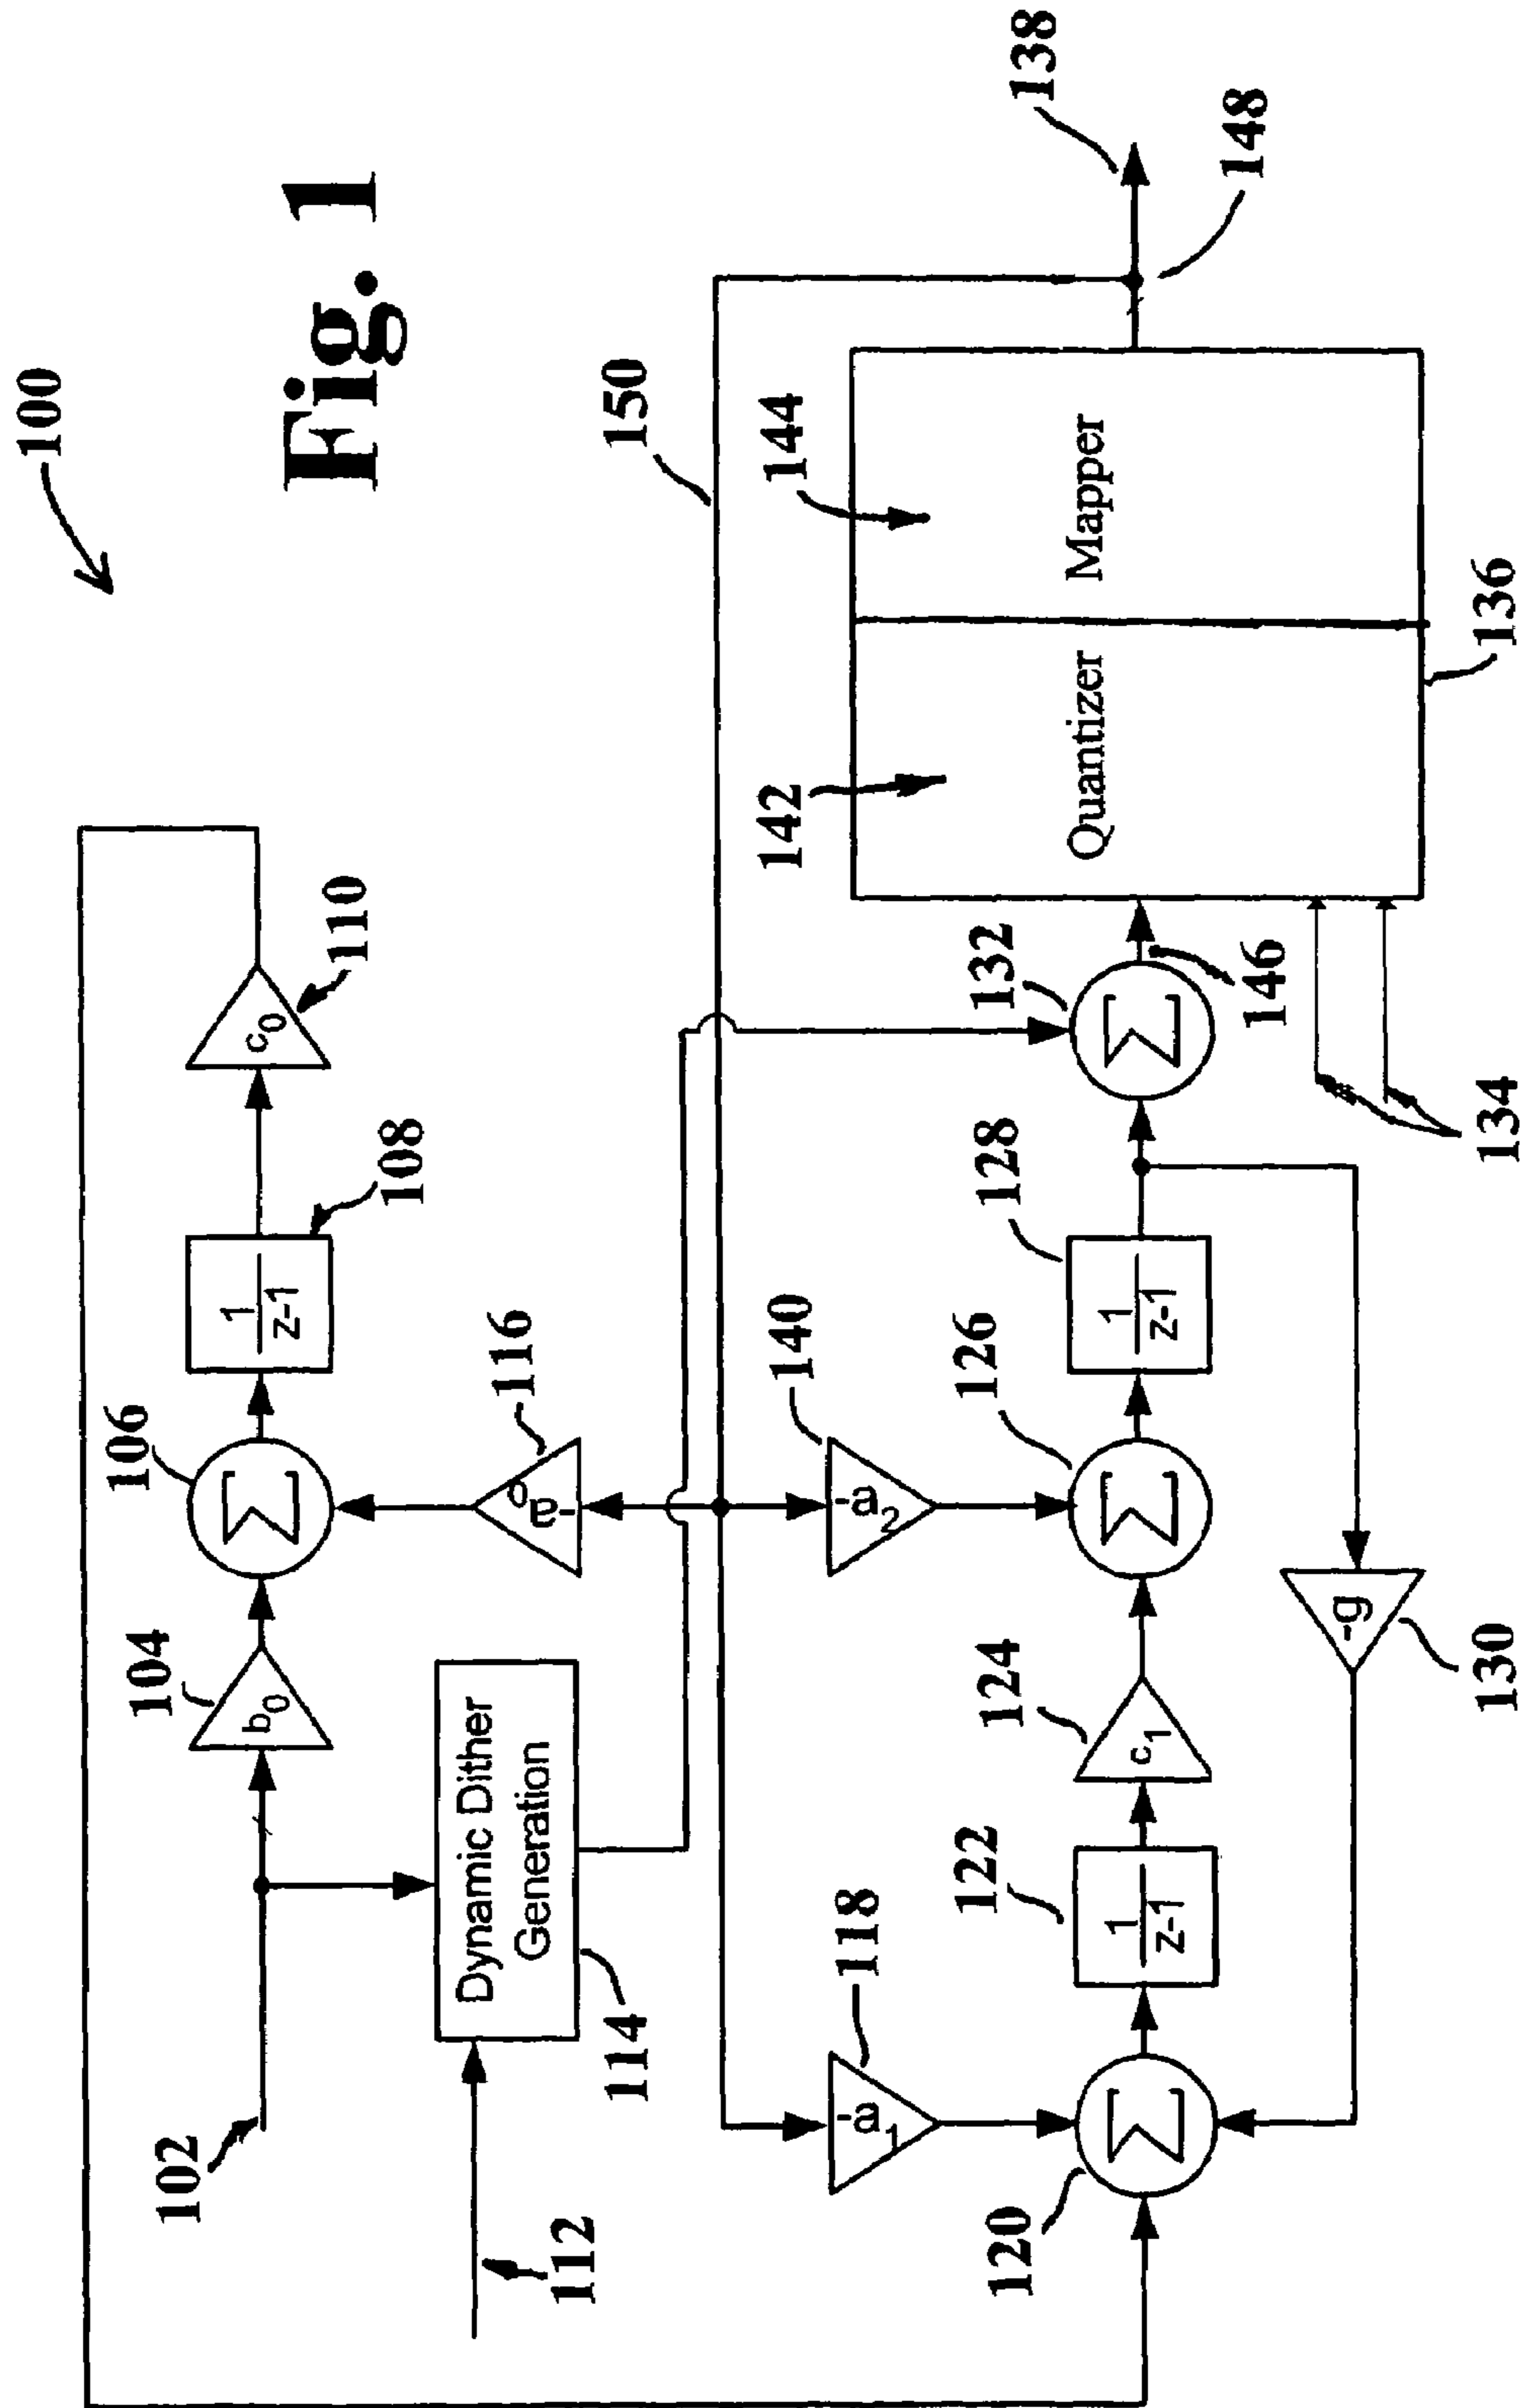 100
Fig. 1
102
104
b0
106
Σ
1
z-1
108
c0
110
112
Dynamic Dither
Generation
114
-a0
116
150
118
-a1
140
-a2
120
Σ
122
1
z-1
124
c1
126
Σ
128
1
z-1
130
-g
132
Σ
146
134
142
Quantizer
144
Mapper
136
138
148